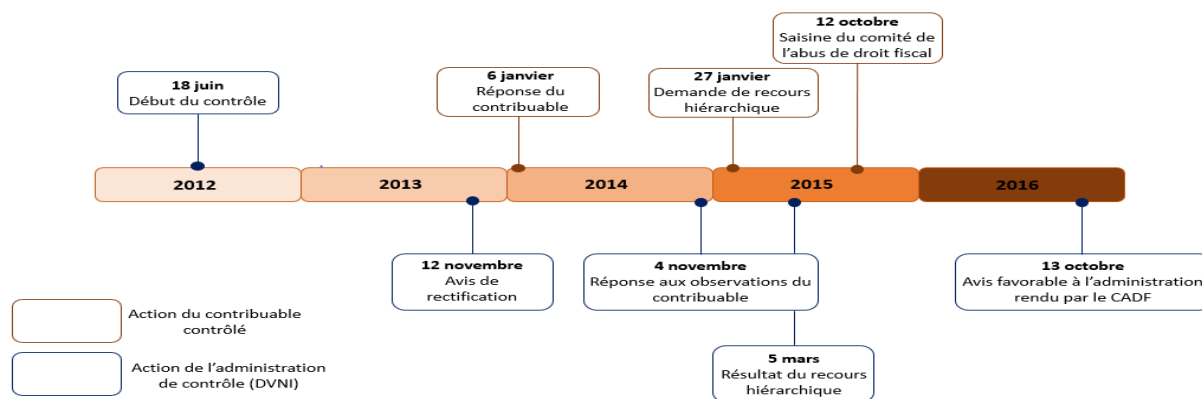 12 octobre
Saisine du comité de
l'abus de droit fiscal
18 juin
Début du contrôle
6 janvier
Réponse du
contribuable
27 janvier
Demande de recours
hiérarchique
2012
2013
2014
2015
2016
12 novembre
Avis de
rectification
4 novembre
Réponse aux observations du
contribuable
13 octobre
Avis favorable à l'administration
rendu par le CADF
5 mars
Résultat du recours
hiérarchique
Action du contribuable
contrôlé
Action de l'administration
de contrôle (DVNI)